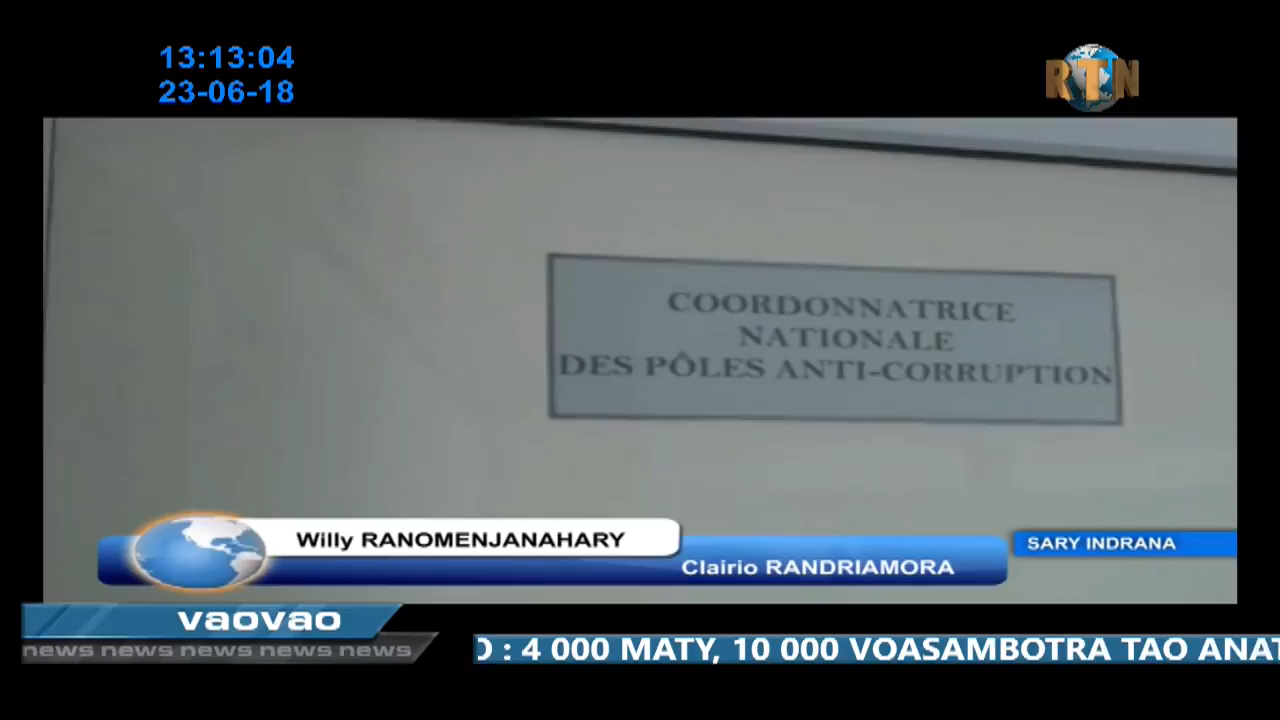 13:13:04
23-06-18
RTN
COORDONNATRICE
NATIONALE
DES PÔLES ANTI-CORRUPTION
Willy RANOMENJANAHARY
Clairio RANDRIAMORA
SARY INDRANA
vaovao
news news news news news
: 4 000 MATY, 10 000 VOASAMBOTRA TAO